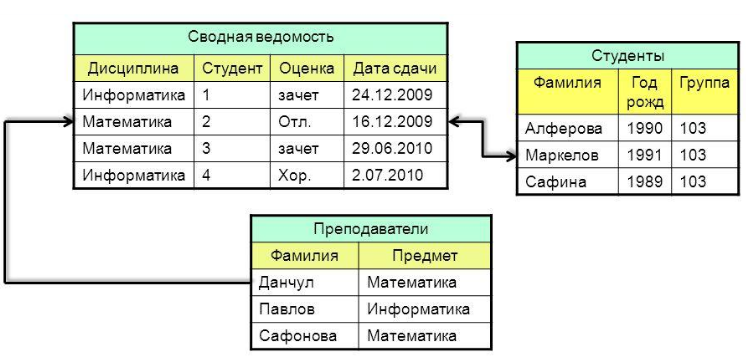 Сводная ведомость
Дисциплина Студент Оценка Дата сдачи
Информатика 1 зачет 24.12.2009
Математика 2 Отл. 16.12.2009
Математика 3 зачет 29.06.2010
Информатика 4 Хор. 2.07.2010
Студенты
Фамилия Год рожд Группа
Алферова 1990 103
Маркелов 1991 103
Сафина 1989 103
Преподаватели
Фамилия Предмет
Данчул Математика
Павлов Информатика
Сафонова Математика